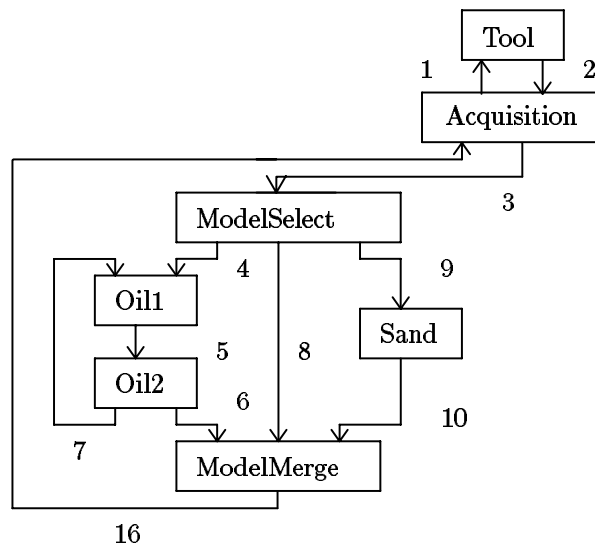 Tool
1
2
Acquisition
3
ModelSelect
4
9
Oil1
Sand
5
8
Oil2
6
10
7
ModelMerge
16